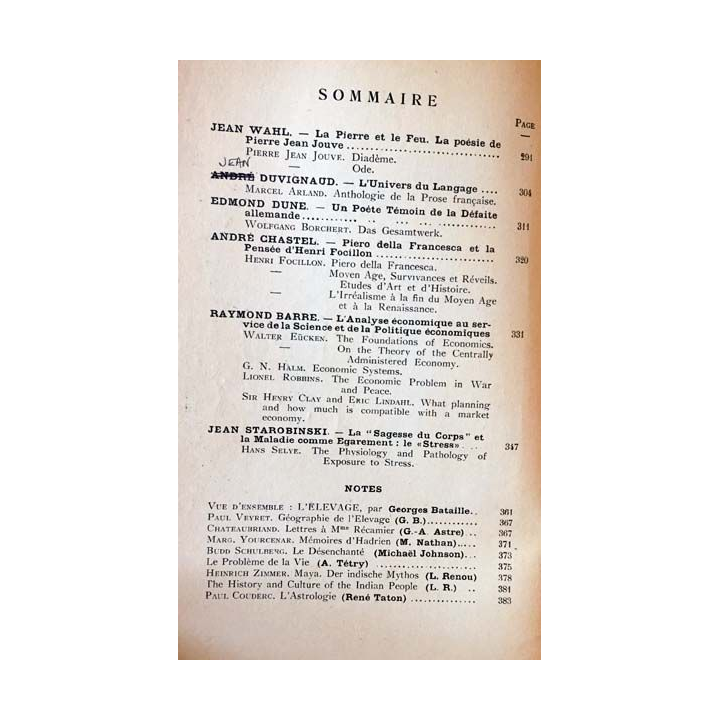 SOMMAIRE
PAGE
—
JEAN WAHL. — La Pierre et le Feu. La poésie de
Pierre Jean Jouve .............................. 291
PIERRE JEAN JOUVE. Diadème.
— Ode.
JEAN
ANDRÉ DUVIGNAUD. — L'Univers du Langage .... 304
MARCEL ARLAND. Anthologie de la Prose française.
EDMOND DUNE. — Un Poéte Témoin de la Défaite
allemande............ .. ... ... .............. 311
WOLFGANG BORCHERT. Das Gesamtwerk.
ANDRÉ CHASTEL. — Piero della Francesca et la
Pensée d'Henri Focillon ........................ 320
HENRI FOCILLON. Piero della Francesca.
— Moyen Age, Survivances et Réveils.
Etudes d'Art et d'Histoire.
— L'Irréalisme à la fin du Moyen Age
et à la Renaissance.
RAYMOND BARRE. — L'Analyse économique au ser-
vice de la Science et de la Politique économiques 331
WALTER EÜCKEN. The Foundations of Economics.
— On the Theory of the Centrally
Administered Economy.
G. N. HALM. Economic Systems.
LIONEL ROBBINS. The Economic Problem in War
and Peace.
SIR HENRY CLAY and ERIC LINDAHL. What planning
and how much is compatible with a market
economy.
JEAN STAROBINSKI. — La "Sagesse du Corps" et
la Maladie comme Egarement : le «Stress» . .. 347
HANS SELYE. The Physiology and Pathology of
Exposure to Stress.
NOTES
VUE D'ENSEMBLE : L'ÉLEVAGE, par Georges Bataille.. 361
PAUL VEYRET. Géographie de l'Elevage (G. B.)............ 367
CHATEAUBRIAND. Lettres à Mme Récamier (G.-A. Astre) .. 367
MARG. YOURCENAR. Mémoires d'Hadrien (M. Nathan)..... 371
BUDD SCHULBERG. Le Désenchanté (Michaël Johnson)... 373
Le Problème de la Vie (A. Tétry) .................. 375
HEINRICH ZIMMER. Maya. Der indische Mythos (L. Renou) 378
The History and Culture of the Indian People (L. R.) .. 381
PAUL COUDERC. L'Astrologie (René Taton) ............... 383